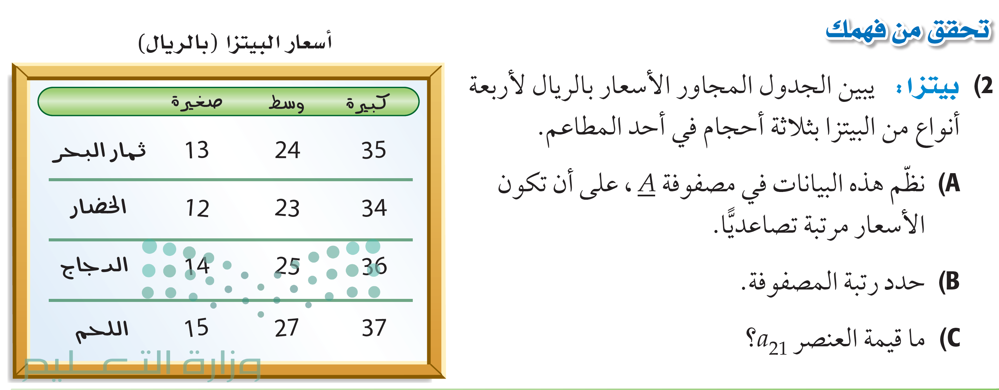 تحقق من فهمك
2) بيتزا: يبين الجدول المجاور الأسعار بالريال لأربعة
أنواع من البيتزا بثلاثة أحجام في أحد المطاعم.
A) نظّم هذه البيانات في مصفوفة A ، على أن تكون
الأسعار مرتبة تصاعديًّا.
B) حدد رتبة المصفوفة.
C) ما قيمة العنصر a21؟
أسعار البيتزا (بالريال)
صغيرة وسط كبيرة
ثمار البحر 13 24 35
الخضار 12 23 34
الدجاج 14 25 36
اللحم 15 27 37
وزارة التعليم